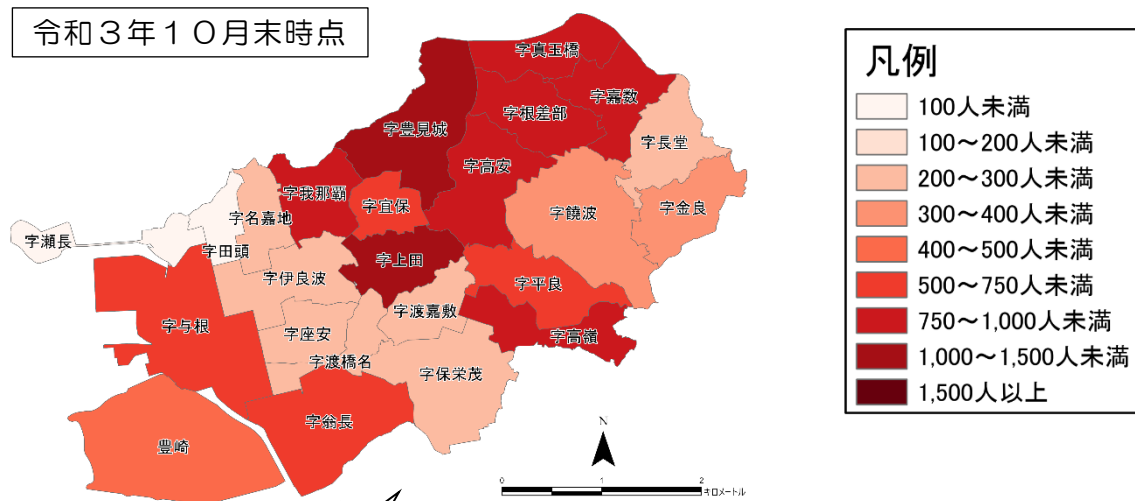 令和３年１０月末時点
凡例
100人未満
100～200人未満
200～300人未満
300～400人未満
400～500人未満
500～750人未満
750～1,000人未満
1,000～1,500人未満
1,500人以上
字真玉橋
字嘉数
字根差部
字豊見城
字長堂
字高安
字我那覇
字宜保
字饒波
字金良
字名嘉地
字瀬長
字田頭
字上田
字伊良波
字平良
字渡嘉敷
字与根
字座安
字高嶺
字渡橋名
字保栄茂
字翁長
豊崎
N
0 1 2
キロメートル